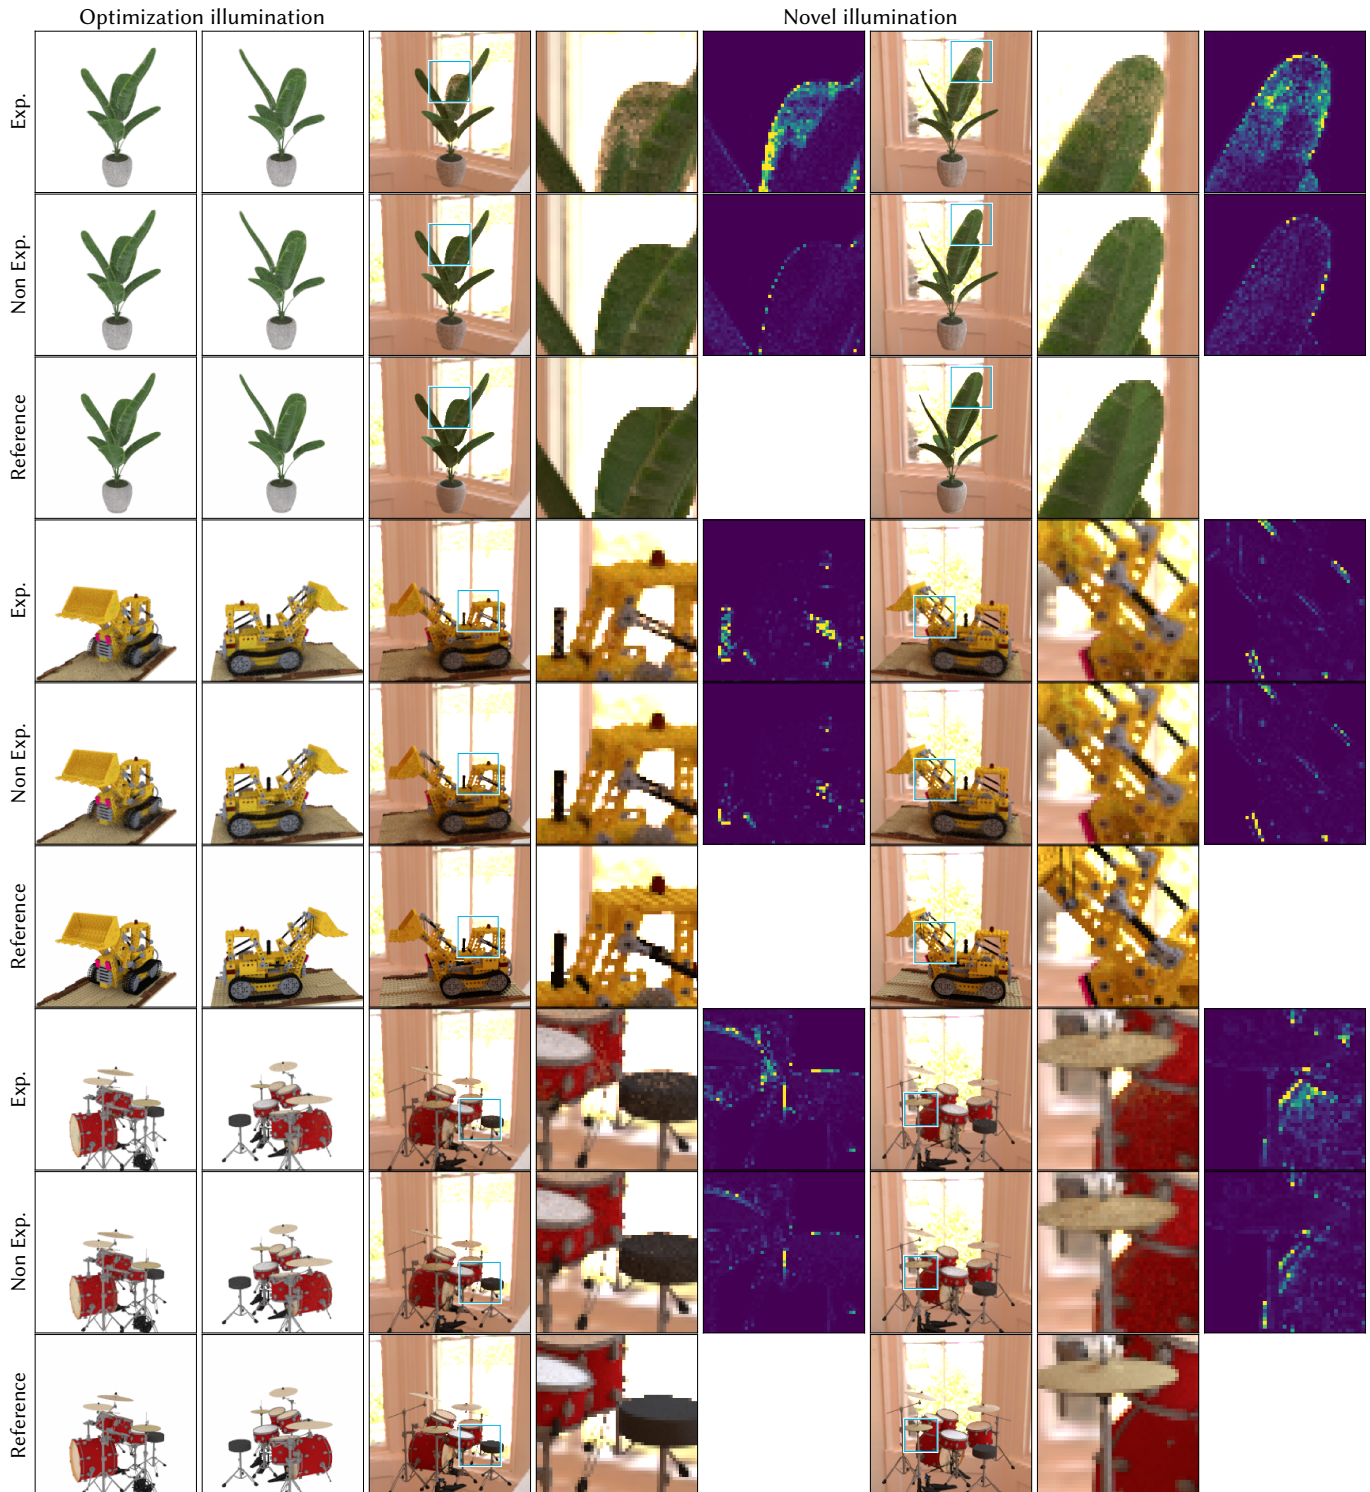 Optimization illumination
Novel illumination
Exp.
Non Exp.
Reference
Exp.
Non Exp.
Reference
Exp.
Non Exp.
Reference